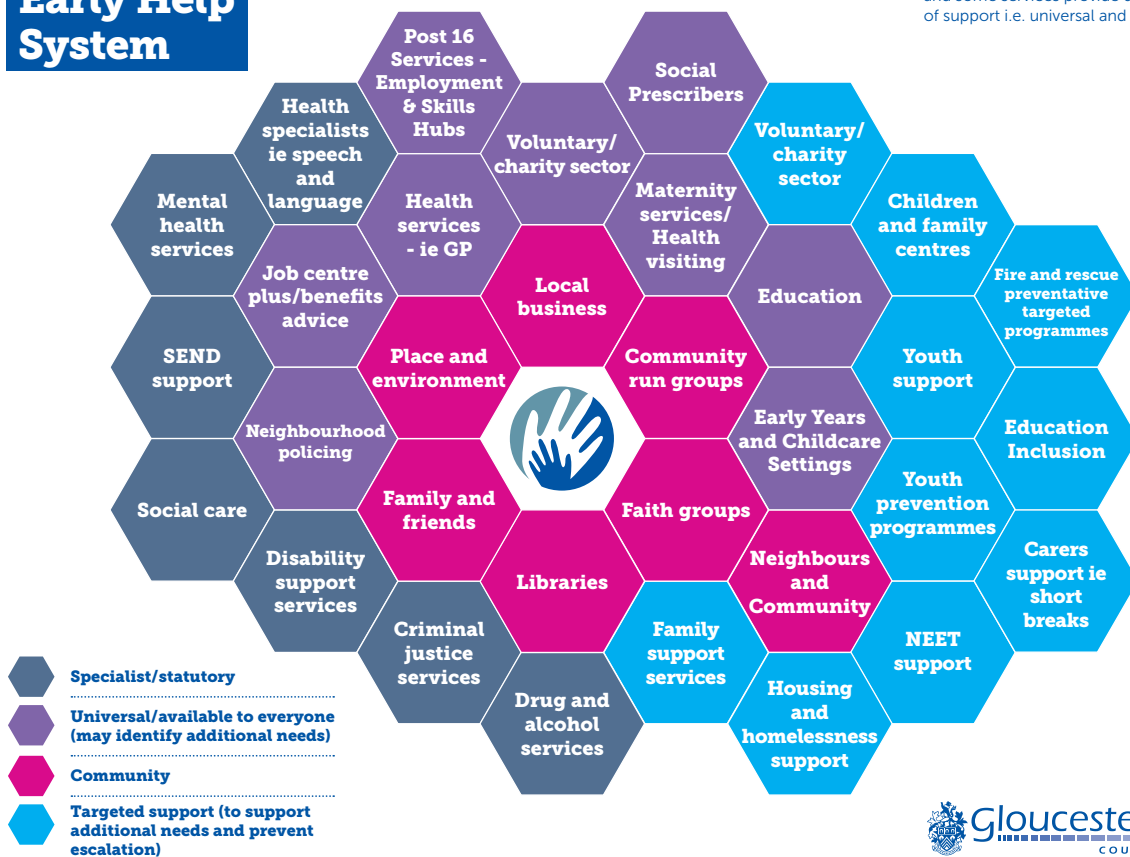 Early Help
System
of support i.e. universal and
Post 16
Services -
Employment
& Skills
Hubs
Social
Prescribers
Health
specialists
ie speech
and
language
Voluntary/
charity sector
Voluntary/
charity
sector
Mental
health
services
Health
services
- ie GP
Maternity
services/
Health
visiting
Children
and family
centres
Job centre
plus/benefits
advice
Local
business
Education
Fire and rescue
preventative
targeted
programmes
SEND
support
Place and
environment
Community
run groups
Youth
support
Neighbourhood
policing
Early Years
and Childcare
Settings
Education
Inclusion
Social care
Family and
friends
Faith groups
Youth
prevention
programmes
Disability
support
services
Libraries
Neighbours
and
Community
Carers
support ie
short
breaks
Criminal
justice
services
Family
support
services
NEET
support
Drug and
alcohol
services
Housing
and
homelessness
support
Specialist/statutory
Universal/available to everyone
(may identify additional needs)
Community
Targeted support (to support
additional needs and prevent
escalation)
Glouceste
COU